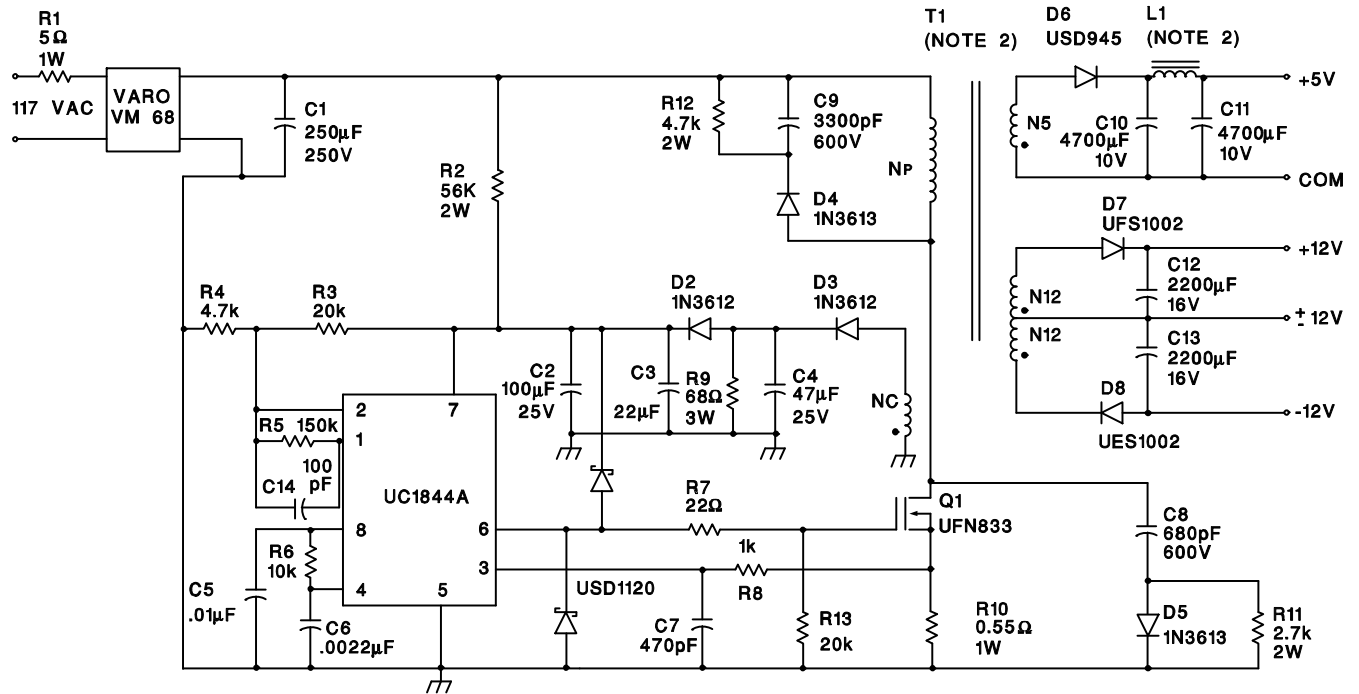 R1
5Ω
1W
117 VAC
VARO
VM 68
C1
250µF
250V
R2
56K
2W
R12
4.7k
2W
C9
3300pF
600V
D4
1N3613
NP
T1
(NOTE 2)
D6
USD945
L1
(NOTE 2)
N5
C10
4700µF
10V
C11
4700µF
10V
+5V
COM
D7
UFS1002
+12V
N12
N12
C12
2200µF
16V
± 12V
C13
2200µF
16V
D8
UES1002
-12V
R4
4.7k
R3
20k
D2
1N3612
D3
1N3612
C2
100µF
25V
C3
22µF
R9
68Ω
3W
C4
47µF
25V
NC
2
7
R5 150k
1
100
pF
C14
UC1844A
8
6
R6
10k
3
4
5
C5
.01µF
C6
.0022µF
R7
22Ω
Q1
UFN833
1k
R8
USD1120
C7
470pF
R13
20k
R10
0.55Ω
1W
C8
680pF
600V
D5
1N3613
R11
2.7k
2W